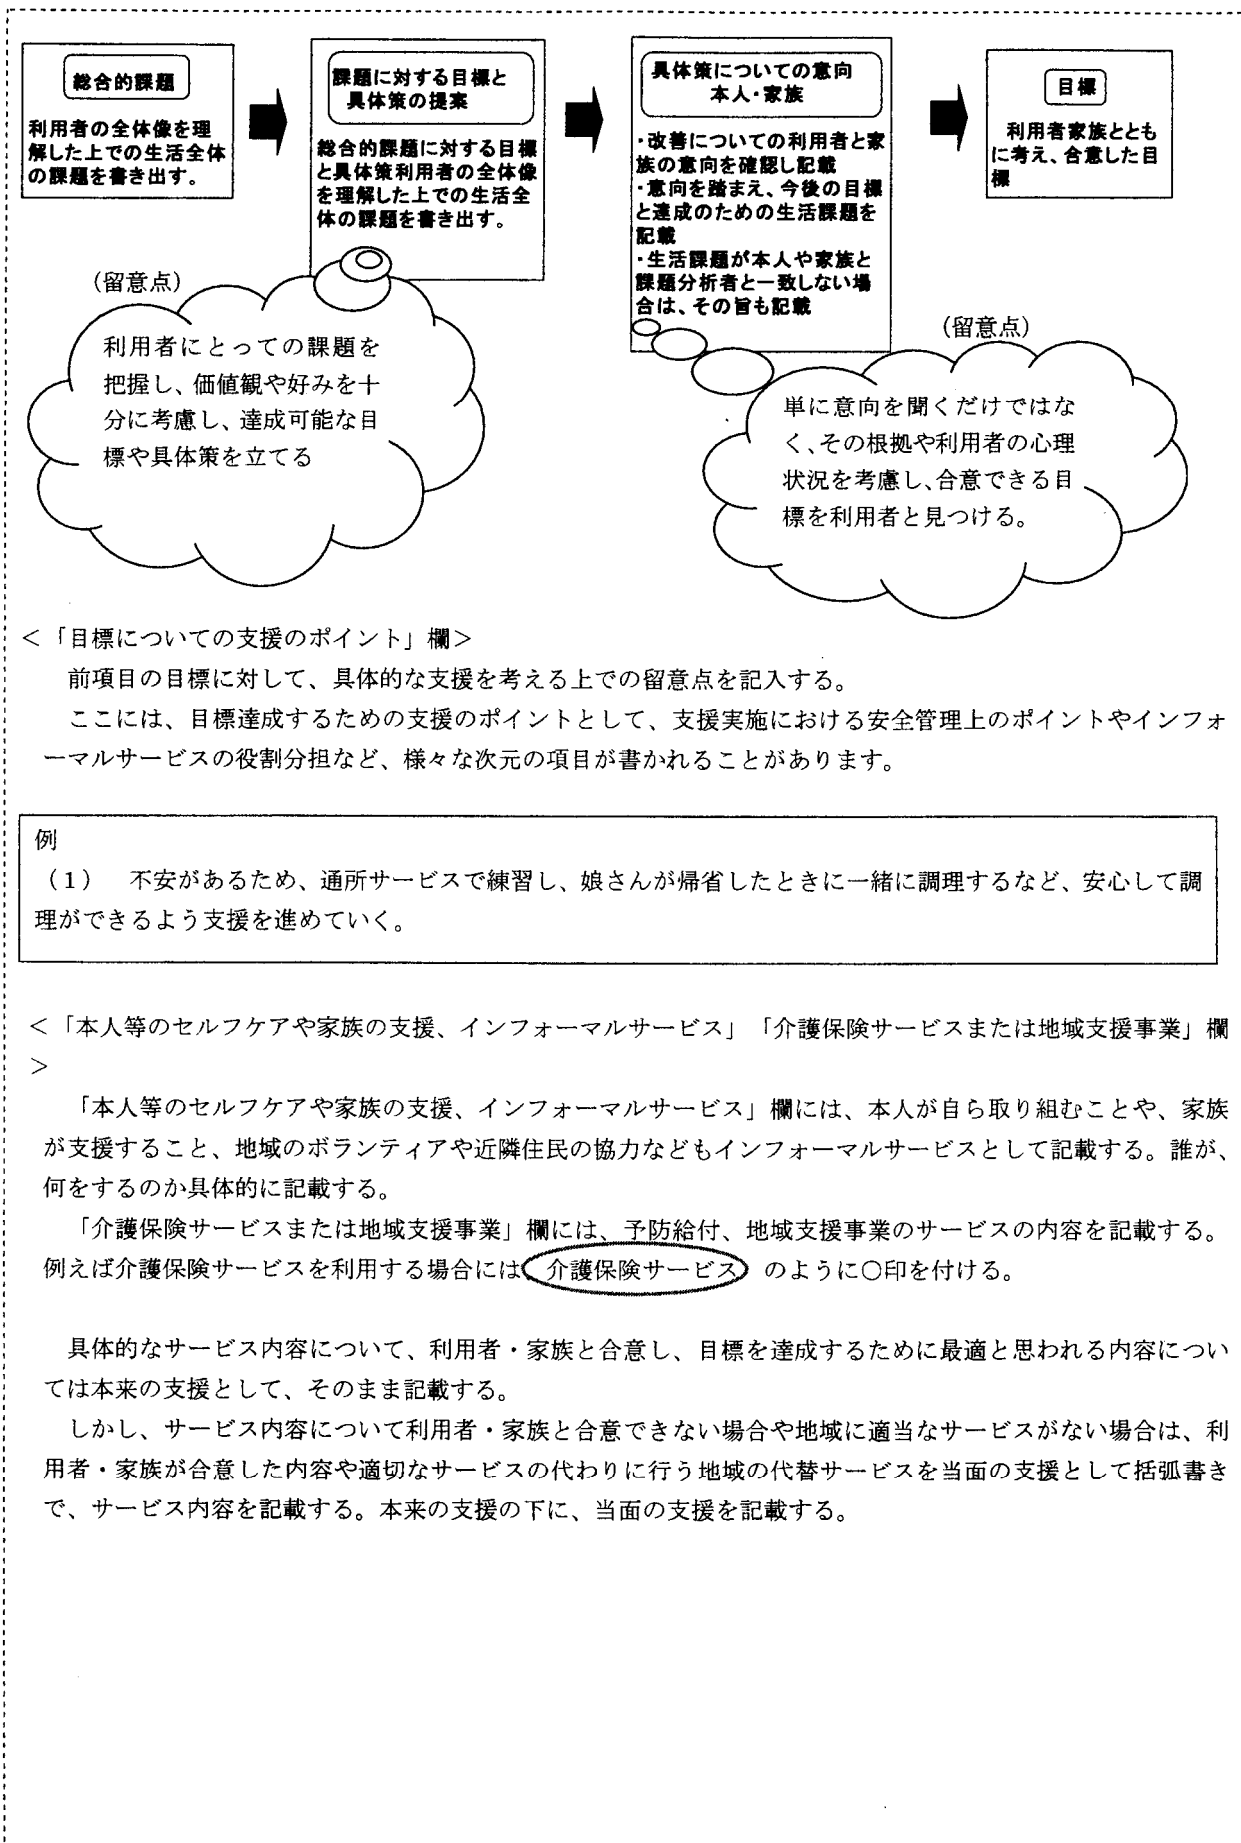 総合的課題
利用者の全体像を理
解した上での生活全体
の課題を書き出す。
課題に対する目標と
具体策の提案
総合的課題に対する目標
と具体策利用者の全体像
を理解した上での生活全
体の課題を書き出す。
具体策についての意向
本人・家族
・改善についての利用者と家
族の意向を確認し記載
・意向を踏まえ、今後の目標
と達成のための生活課題を
記載
・生活課題が本人や家族と
課題分析者と一致しない場
合は、その旨も記載
目標
利用者家族ととも
に考え、合意した目
標
（留意点）
利用者にとっての課題を
把握し、価値観や好みを十
分に考慮し、達成可能な目
標や具体策を立てる
（留意点）
単に意向を聞くだけではな
く、その根拠や利用者の心理
状況を考慮し、合意できる目
標を利用者と見つける。
＜「目標についての支援のポイント」欄＞
前項目の目標に対して、具体的な支援を考える上での留意点を記入する。
ここには、目標達成するための支援のポイントとして、支援実施における安全管理上のポイントやインフォ
ーマルサービスの役割分担など、様々な次元の項目が書かれることがあります。
例
（１）　不安があるため、通所サービスで練習し、娘さんが帰省したときに一緒に調理するなど、安心して調
理ができるよう支援を進めていく。
＜「本人等のセルフケアや家族の支援、インフォーマルサービス」「介護保険サービスまたは地域支援事業」欄
＞
「本人等のセルフケアや家族の支援、インフォーマルサービス」欄には、本人が自ら取り組むことや、家族
が支援すること、地域のボランティアや近隣住民の協力などもインフォーマルサービスとして記載する。誰が、
何をするのか具体的に記載する。
「介護保険サービスまたは地域支援事業」欄には、予防給付、地域支援事業のサービスの内容を記載する。
例えば介護保険サービスを利用する場合には 介護保険サービス のように○印を付ける。
具体的なサービス内容について、利用者・家族と合意し、目標を達成するために最適と思われる内容につい
ては本来の支援として、そのまま記載する。
しかし、サービス内容について利用者・家族と合意できない場合や地域に適当なサービスがない場合は、利
用者・家族が合意した内容や適切なサービスの代わりに行う地域の代替サービスを当面の支援として括弧書き
で、サービス内容を記載する。本来の支援の下に、当面の支援を記載する。